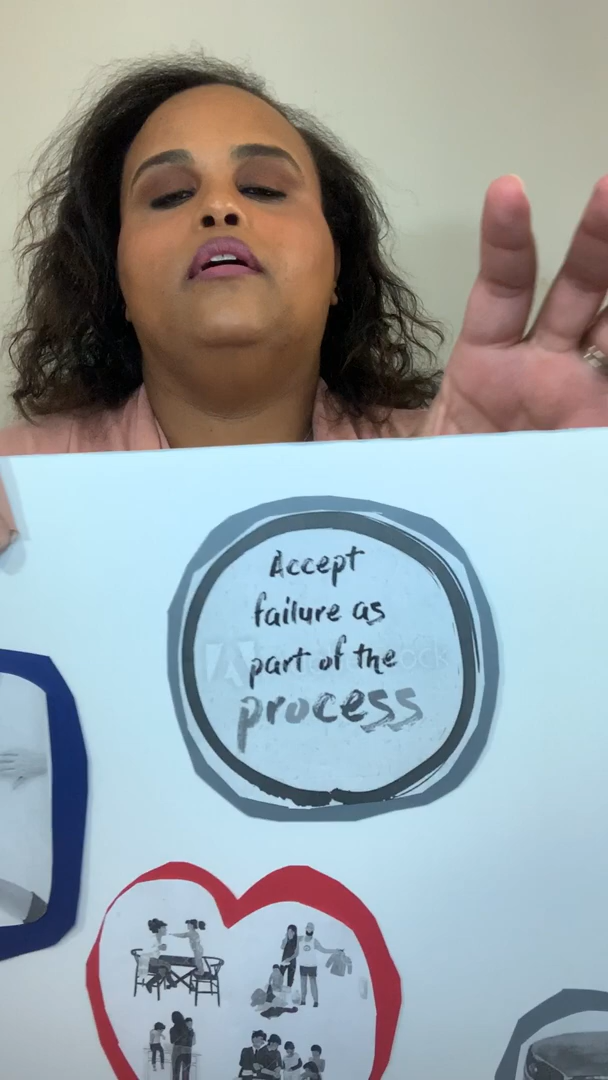 Accept
failure as
part of the
process